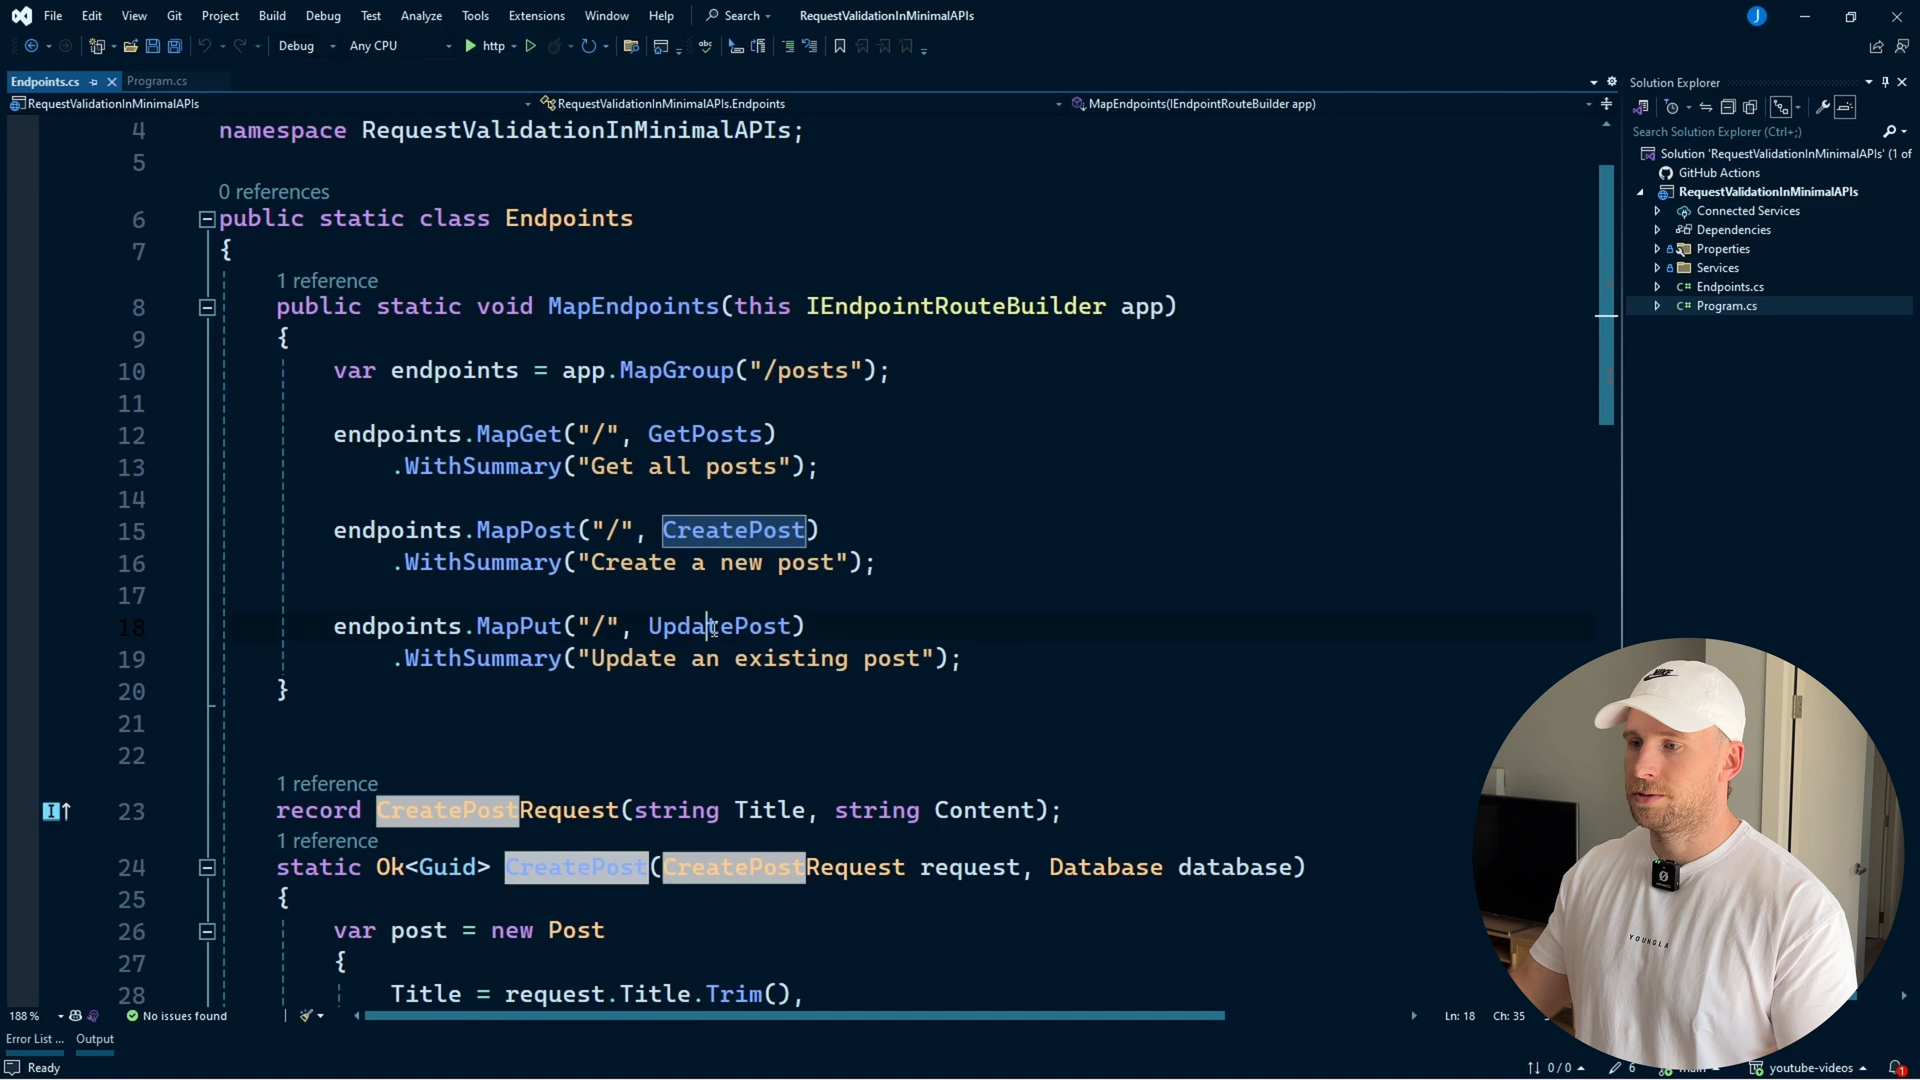 File Edit View Git Project Build Debug Test Analyze Tools Extensions Window Help Search RequestValidationInMinimalAPIs J
Debug Any CPU http
Endpoints.cs Program.cs
RequestValidationInMinimalAPIs RequestValidationInMinimalAPIs.Endpoints MapEndpoints(IEndpointRouteBuilder app)
4 namespace RequestValidationInMinimalAPIs;
5
0 references
6 public static class Endpoints
7 {
1 reference
8 public static void MapEndpoints(this IEndpointRouteBuilder app)
9 {
10 var endpoints = app.MapGroup("/posts");
11
12 endpoints.MapGet("/", GetPosts)
13 .WithSummary("Get all posts");
14
15 endpoints.MapPost("/", CreatePost)
16 .WithSummary("Create a new post");
17
18 endpoints.MapPut("/", UpdatePost)
19 .WithSummary("Update an existing post");
20 }
21
22
1 reference
23 record CreatePostRequest(string Title, string Content);
1 reference
24 static Ok<Guid> CreatePost(CreatePostRequest request, Database database)
25 {
26 var post = new Post
27 {
28 Title = request.Title.Trim(),
188 % No issues found Ln: 18 Ch: 35
Error List ... Output
Ready 0 / 0 6 main youtube-videos 1
Solution Explorer
Search Solution Explorer (Ctrl+;)
Solution 'RequestValidationInMinimalAPIs' (1 of
GitHub Actions
RequestValidationInMinimalAPIs
Connected Services
Dependencies
Properties
Services
C# Endpoints.cs
C# Program.cs
NIKE
YOUNGLA